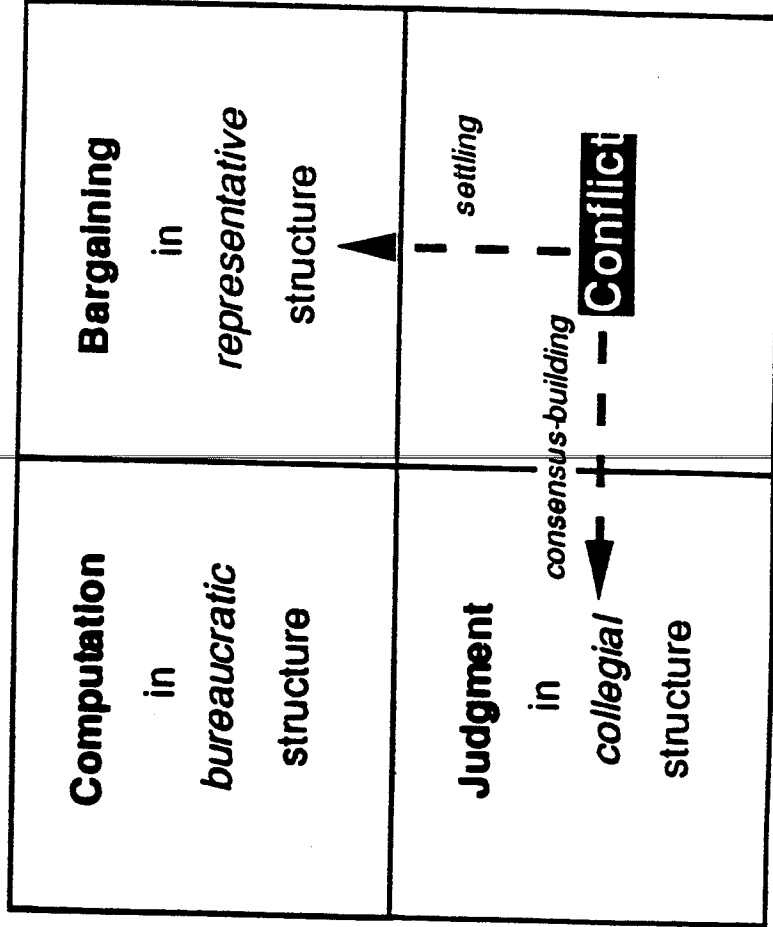 Computation
in
bureaucratic
structure
Bargaining
in
representative
structure
Judgment
in
collegial
structure
consensus-building
settling
Conflict